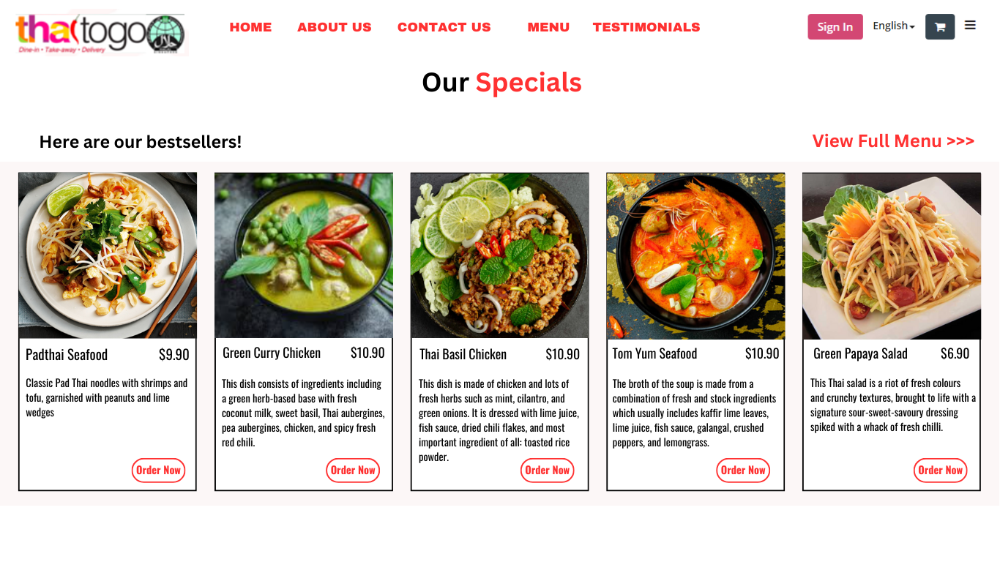 thaitogo
Dine-in • Take-away • Delivery
HOME
ABOUT US
CONTACT US
MENU
TESTIMONIALS
Sign In
English
Our Specials
Here are our bestsellers!
View Full Menu >>>
Padthai Seafood $9.90
Classic Pad Thai noodles with shrimps and
tofu, garnished with peanuts and lime
wedges
Order Now
Green Curry Chicken $10.90
This dish consists of ingredients including
a green herb-based base with fresh
coconut milk, sweet basil, Thai aubergines,
pea aubergines, chicken, and spicy fresh
red chili.
Order Now
Thai Basil Chicken $10.90
This dish is made of chicken and lots of
fresh herbs such as mint, cilantro, and
green onions. It is dressed with lime juice,
fish sauce, dried chili flakes, and most
important ingredient of all: toasted rice
powder.
Order Now
Tom Yum Seafood $10.90
The broth of the soup is made from a
combination of fresh and stock ingredients
which usually includes kaffir lime leaves,
lime juice, fish sauce, galangal, crushed
peppers, and lemongrass.
Order Now
Green Papaya Salad $6.90
This Thai salad is a riot of fresh colours
and crunchy textures, brought to life with a
signature sour-sweet-savoury dressing
spiked with a whack of fresh chilli.
Order Now